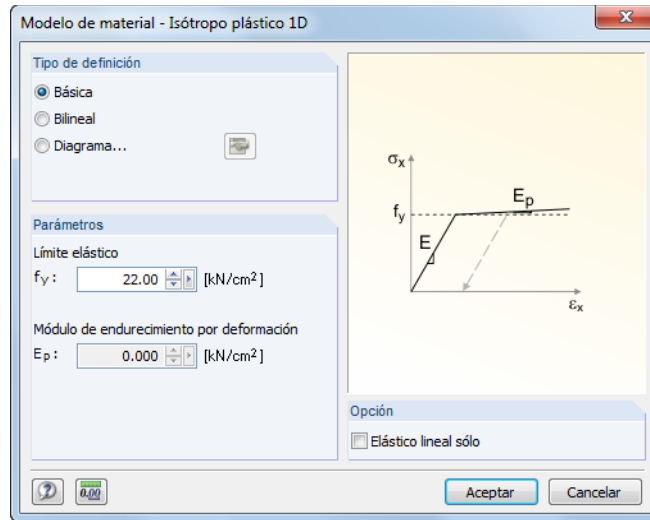 Modelo de material - Isótropo plástico 1D
Tipo de definición
Básica
Bilineal
Diagrama...
Parámetros
Límite elástico
fy: 22.00 [kN/cm²]
Módulo de endurecimiento por deformación
Ep: 0.000 [kN/cm²]
σx
fy
Ep
E
εx
Opción
Elástico lineal sólo
0.00
Aceptar
Cancelar